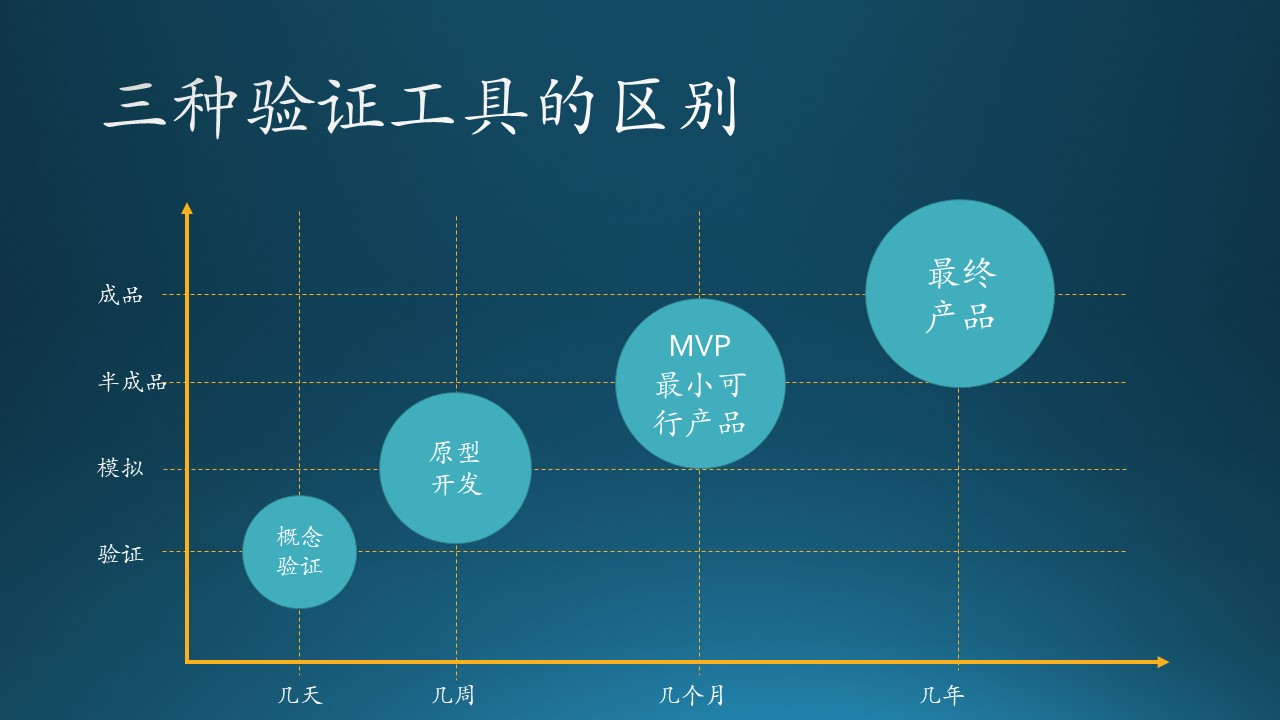 三种验证工具的区别
成品
半成品
模拟
验证
最终
产品
MVP
最小可
行产品
原型
开发
概念
验证
几天
几周
几个月
几年